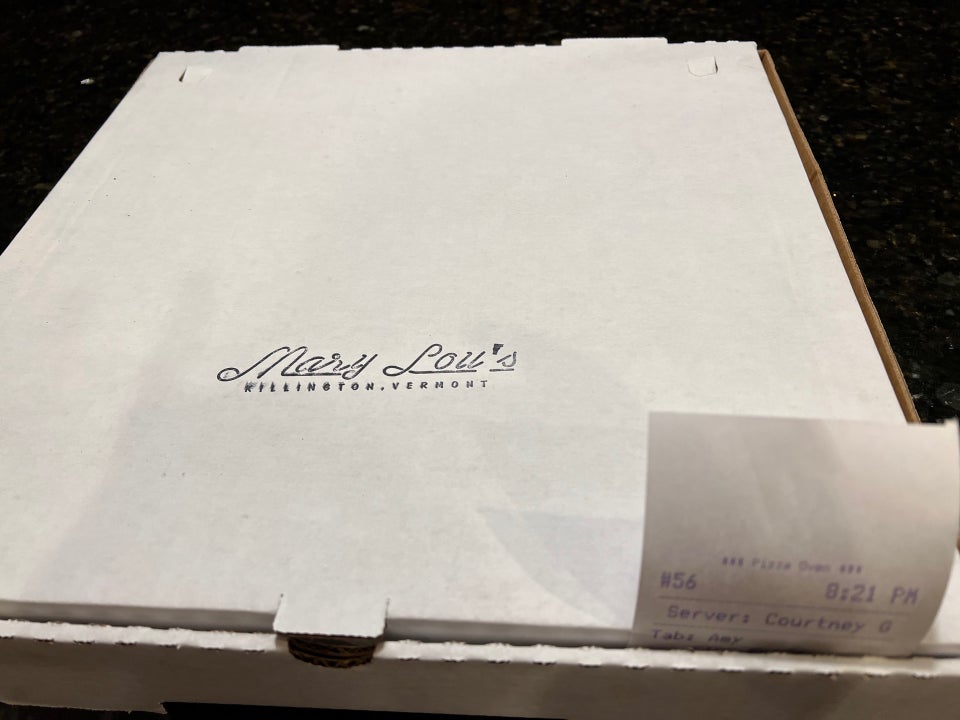 Mary Lou's
KILLINGTON, VERMONT
*** Pizza Oven ***
#56 8:21 PM
Server: Courtney G
Tab: Amy